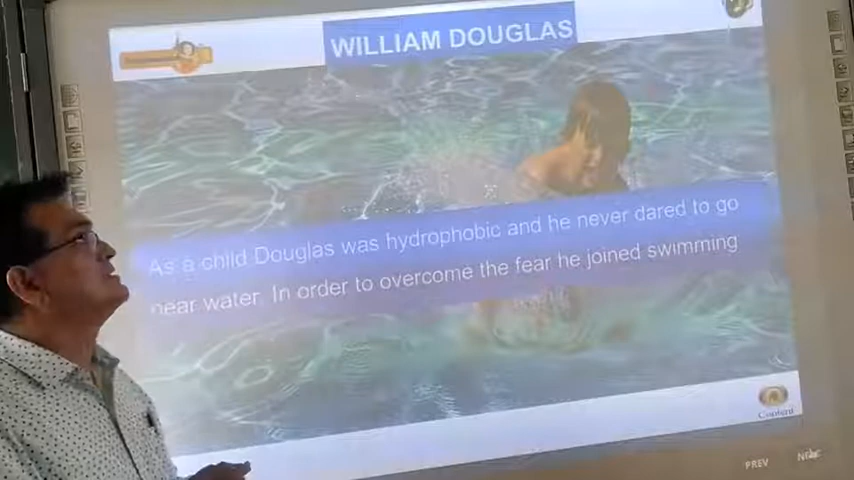 WILLIAM DOUGLAS
As a child Douglas was hydrophobic and he never dared to go
near water. In order to overcome the fear he joined swimming
Content
PREV